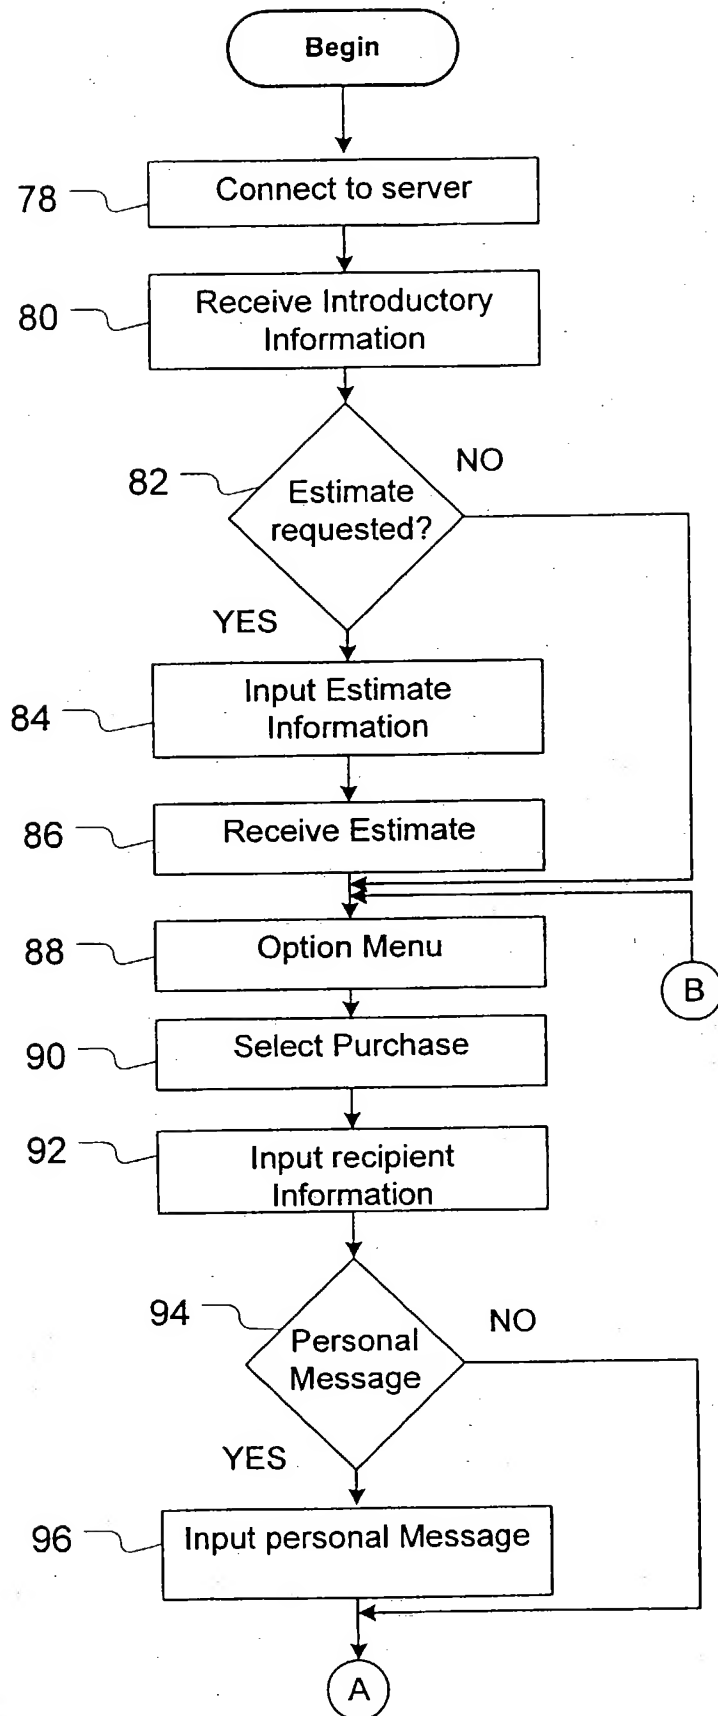 Begin
78
Connect to server
80
Receive Introductory
Information
82
Estimate
requested?
NO
YES
84
Input Estimate
Information
86
Receive Estimate
88
Option Menu
B
90
Select Purchase
92
Input recipient
Information
94
Personal
Message
NO
YES
96
Input personal Message
A